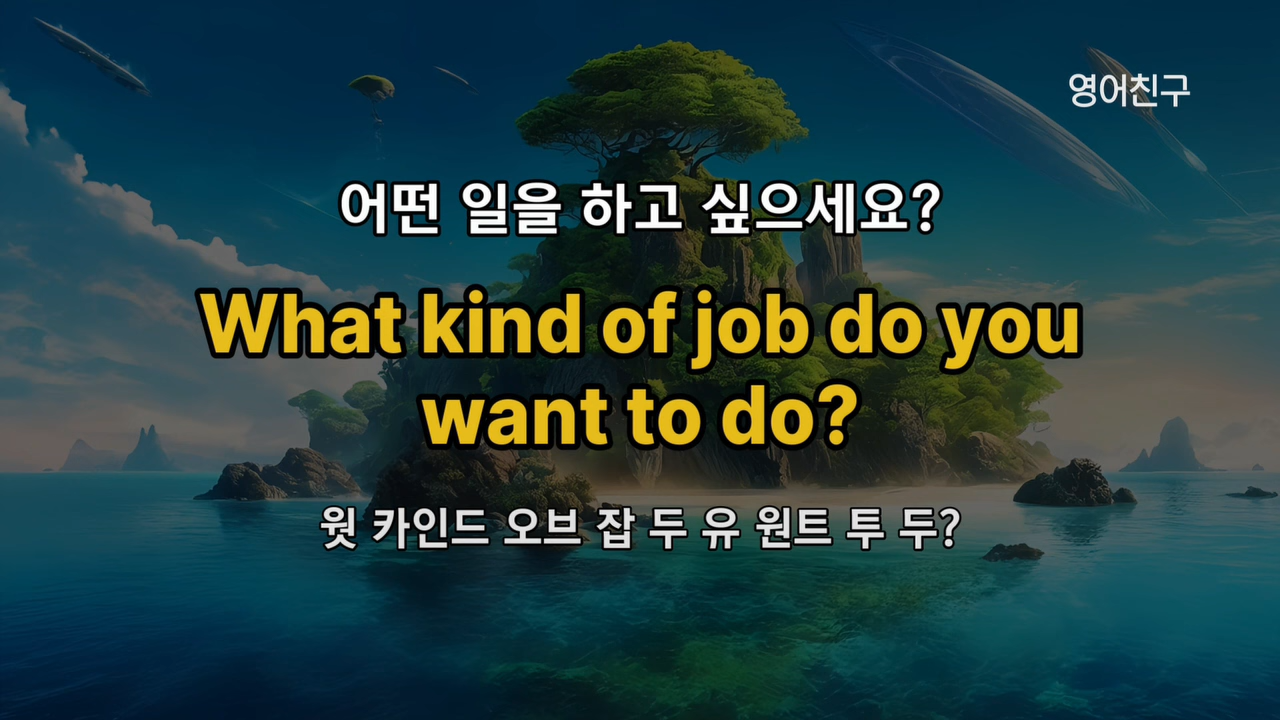 영어친구
어떤 일을 하고 싶으세요?
What kind of job do you
want to do?
웟 카인드 오브 잡 두 유 원트 투 두?